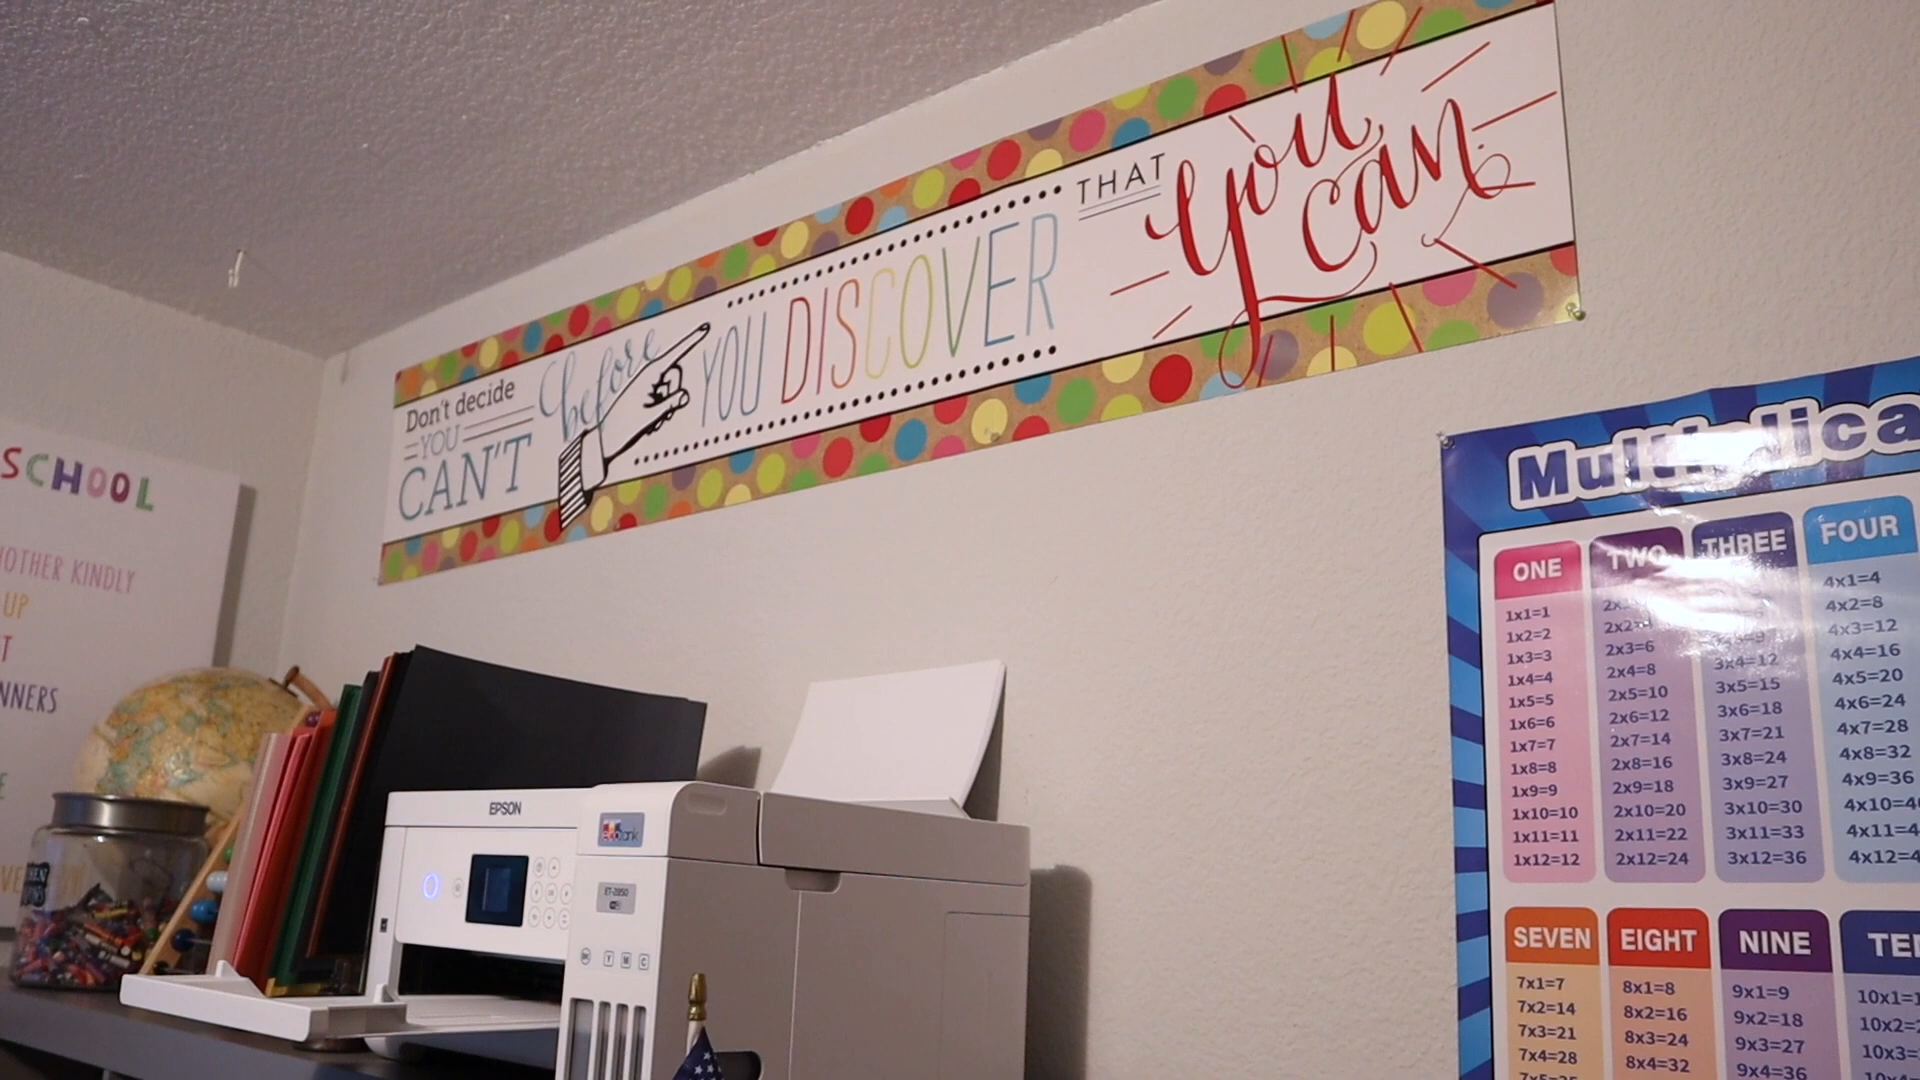 Don't decide
YOU
CAN'T
before
YOU DISCOVER
THAT
you
can
SCHOOL
KINDLY
UP
EPSON
ecotank
ET-2850
BK Y M C
ONE
1x1=1
1x2=2
1x3=3
1x4=4
1x5=5
1x6=6
1x7=7
1x8=8
1x9=9
1x10=10
1x11=11
1x12=12
TWO
2x3=6
2x4=8
2x5=10
2x6=12
2x7=14
2x8=16
2x9=18
2x10=20
2x11=22
2x12=24
THREE
3x4=12
3x5=15
3x6=18
3x7=21
3x8=24
3x9=27
3x10=30
3x11=33
3x12=36
FOUR
4x1=4
4x2=8
4x3=12
4x4=16
4x5=20
4x6=24
4x7=28
4x8=32
4x9=36
SEVEN
7x1=7
7x2=14
7x3=21
7x4=28
EIGHT
8x1=8
8x2=16
8x3=24
8x4=32
NINE
9x1=9
9x2=18
9x3=27
9x4=36